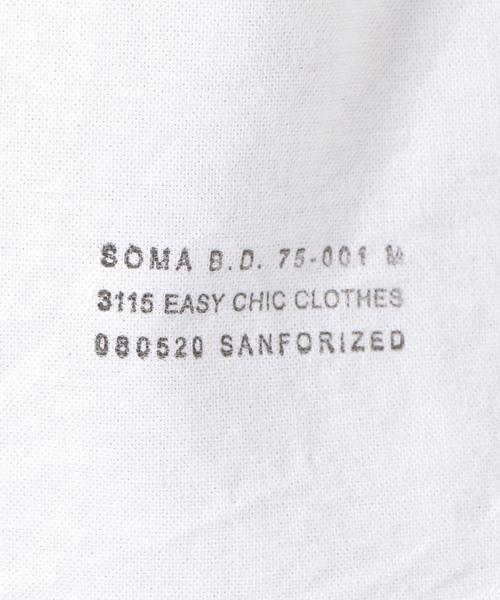 SOMA B.D. 75-001 M
3115 EASY CHIC CLOTHES
080520 SANFORIZED